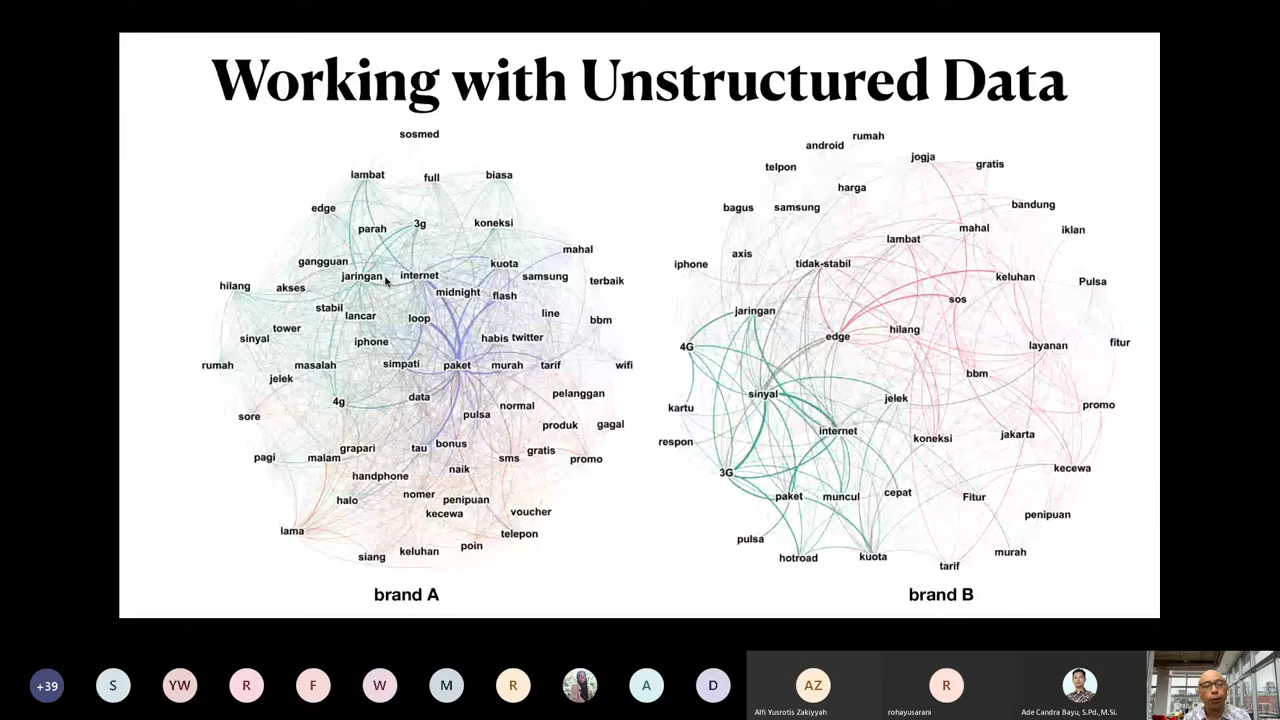 Working with Unstructured Data
sosmed
lambat full biasa
edge
parah 3g koneksi
mahal
gangguan
jaringan internet kuota samsung terbaik
hilang akses midnight flash
stabil lancar loop line bbm
tower
sinyal iphone habis twitter
rumah masalah simpati paket murah tarif wifi
jelek
4g data pelanggan
sore pulsa normal
produk gagal
grapari tau bonus gratis
pagi malam sms promo
handphone naik
halo nomer penipuan
kecewa voucher
lama telepon
siang keluhan poin
brand A
rumah
android
telpon jogja gratis
harga
bagus samsung bandung
mahal iklan
axis lambat
iphone tidak-stabil keluhan Pulsa
sos
jaringan
edge hilang
4G layanan fitur
bbm
sinyal jelek
kartu promo
respon internet koneksi jakarta
3G kecewa
paket muncul cepat Fitur
penipuan
pulsa
hotroad kuota murah
tarif
brand B
+39 S YW R F W M R A D AZ R
Alfi Yusrotis Zakiyyah rohayusarani Ade Candra Bayu, S.Pd.,M.Si.